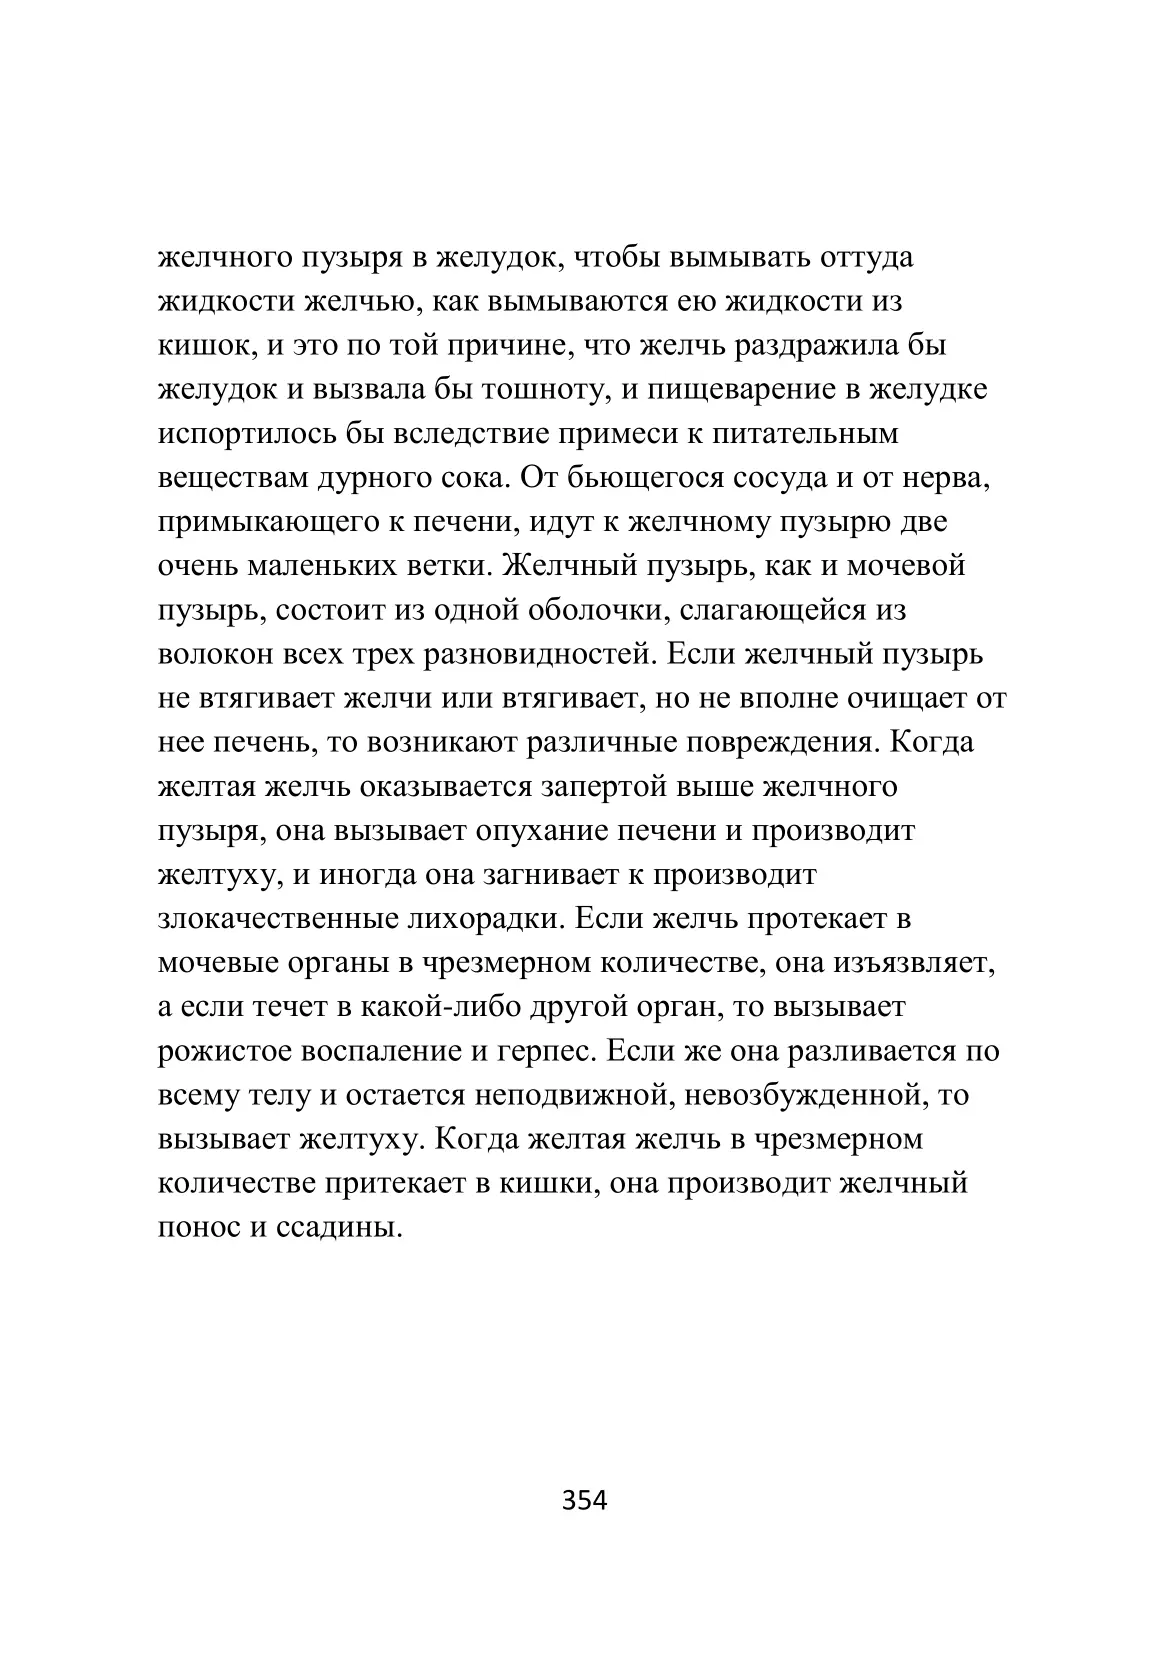 желчного пузыря в желудок, чтобы вымывать оттуда
жидкости желчью, как вымываются ею жидкости из
кишок, и это по той причине, что желчь раздражила бы
желудок и вызвала бы тошноту, и пищеварение в желудке
испортилось бы вследствие примеси к питательным
веществам дурного сока. От бьющегося сосуда и от нерва,
примыкающего к печени, идут к желчному пузырю две
очень маленьких ветки. Желчный пузырь, как и мочевой
пузырь, состоит из одной оболочки, слагающейся из
волокон всех трех разновидностей. Если желчный пузырь
не втягивает желчи или втягивает, но не вполне очищает от
нее печень, то возникают различные повреждения. Когда
желтая желчь оказывается запертой выше желчного
пузыря, она вызывает опухание печени и производит
желтуху, и иногда она загнивает к производит
злокачественные лихорадки. Если желчь протекает в
мочевые органы в чрезмерном количестве, она изъязвляет,
а если течет в какой-либо другой орган, то вызывает
рожистое воспаление и герпес. Если же она разливается по
всему телу и остается неподвижной, невозбужденной, то
вызывает желтуху. Когда желтая желчь в чрезмерном
количестве притекает в кишки, она производит желчный
понос и ссадины.
354